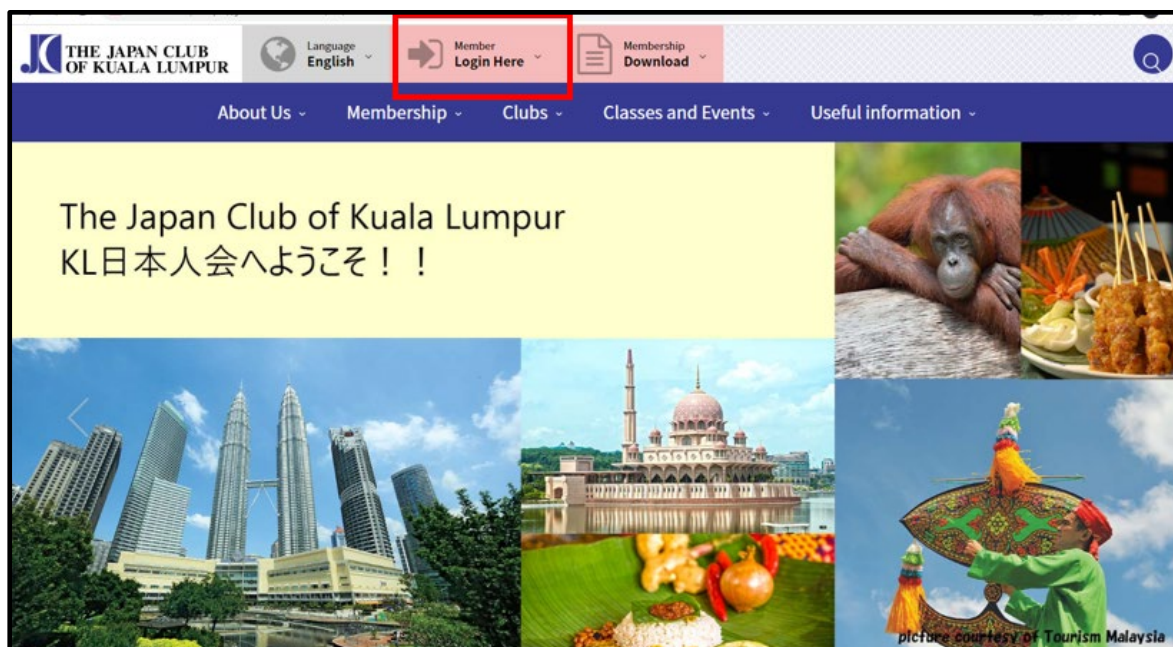 THE JAPAN CLUB
OF KUALA LUMPUR
Language
English
Member
Login Here
Membership
Download
About Us
Membership
Clubs
Classes and Events
Useful information
The Japan Club of Kuala Lumpur
KL日本人会へようこそ！！
picture courtesy of Tourism Malaysia